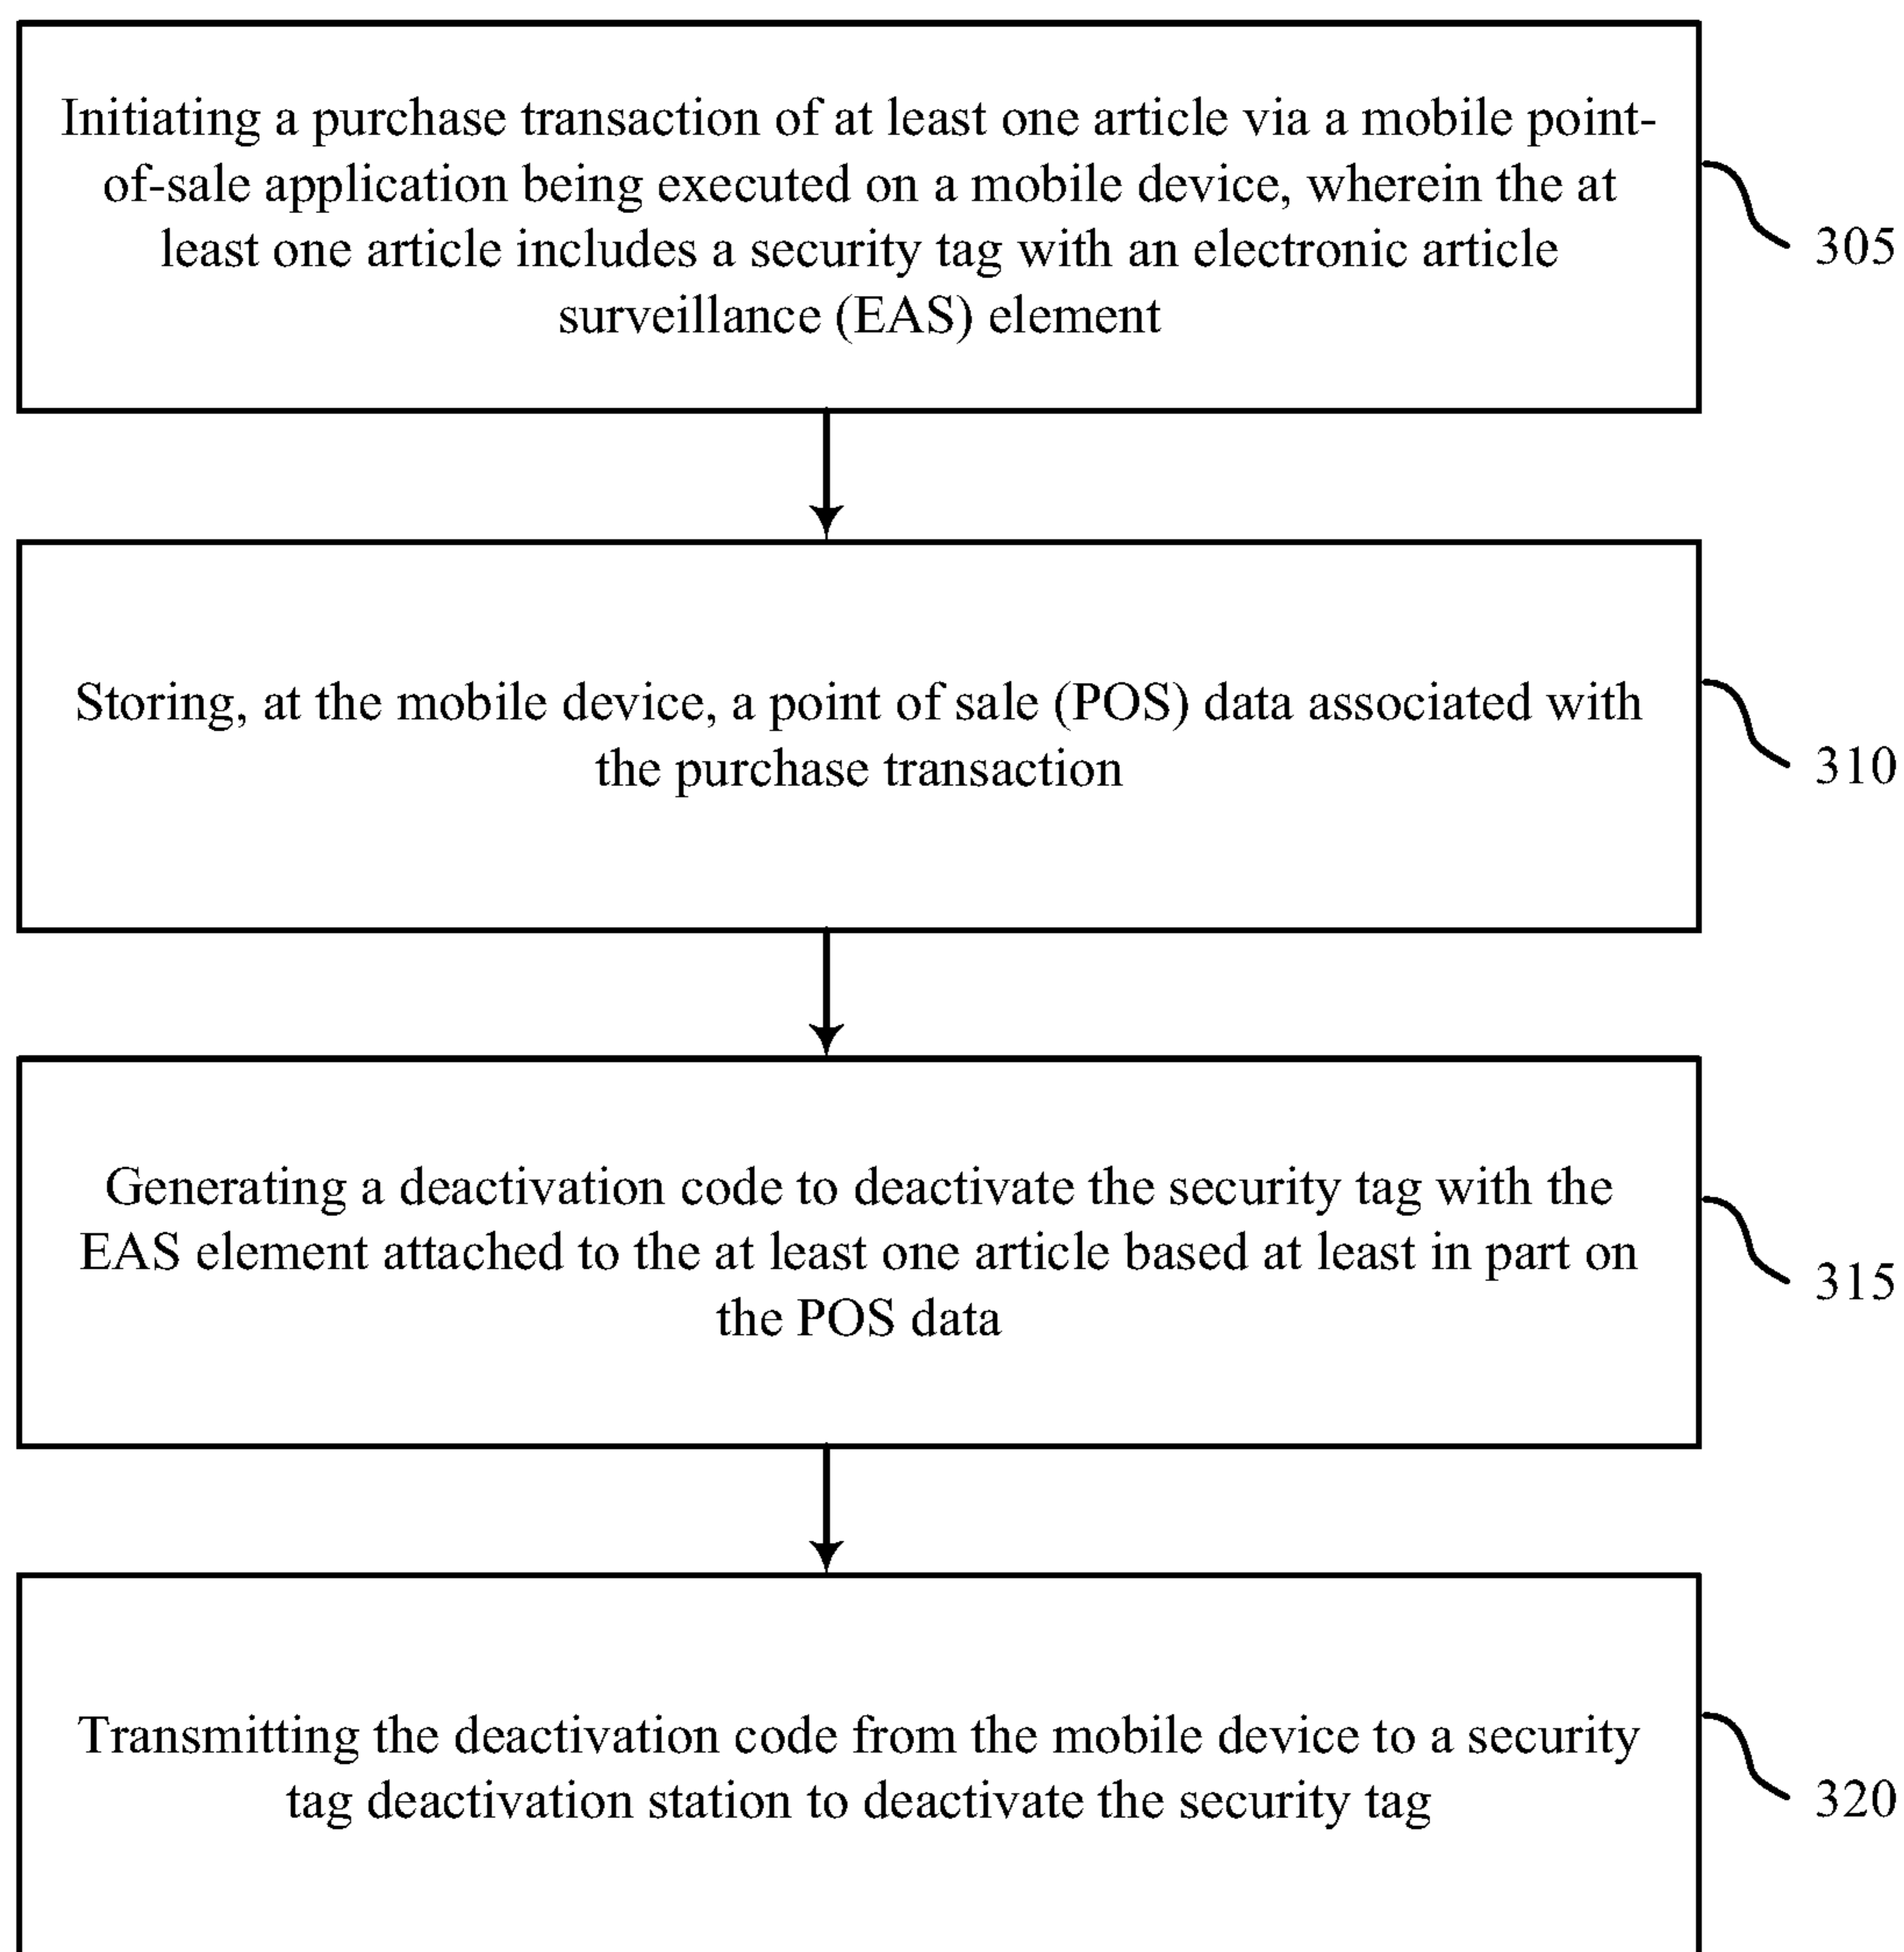 Initiating a purchase transaction of at least one article via a mobile point-
of-sale application being executed on a mobile device, wherein the at
least one article includes a security tag with an electronic article
surveillance (EAS) element
305
Storing, at the mobile device, a point of sale (POS) data associated with
the purchase transaction
310
Generating a deactivation code to deactivate the security tag with the
EAS element attached to the at least one article based at least in part on
the POS data
315
Transmitting the deactivation code from the mobile device to a security
tag deactivation station to deactivate the security tag
320